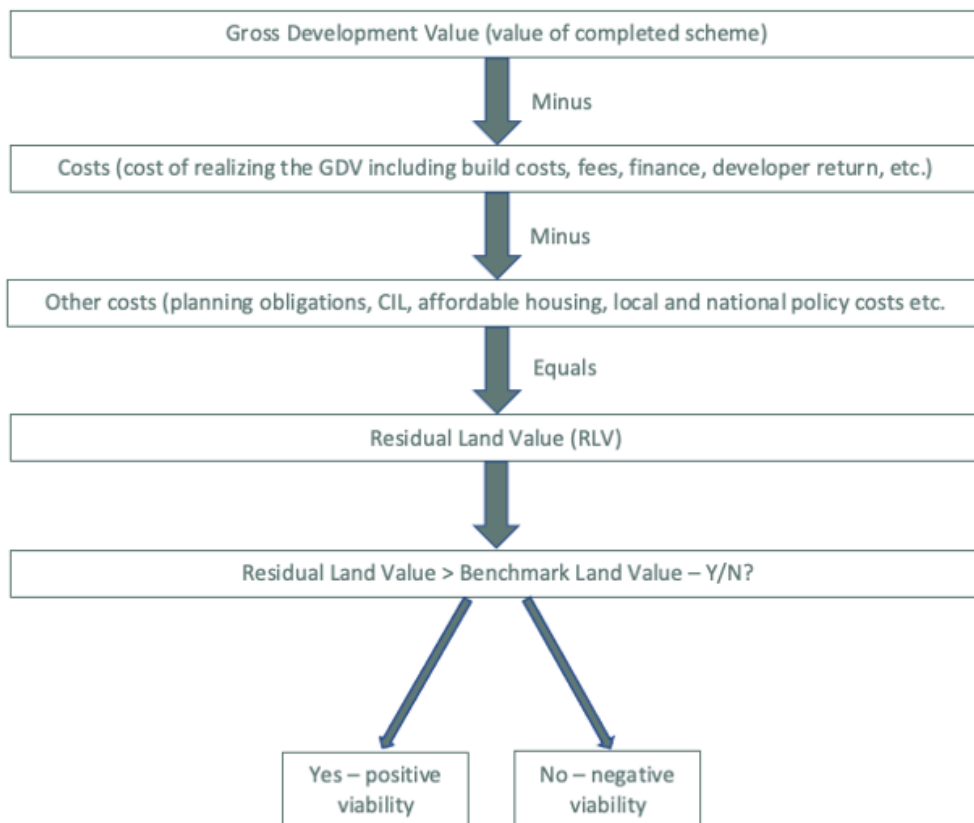 Gross Development Value (value of completed scheme)
Minus
Costs (cost of realizing the GDV including build costs, fees, finance, developer return, etc.)
Minus
Other costs (planning obligations, CIL, affordable housing, local and national policy costs etc.
Equals
Residual Land Value (RLV)
Residual Land Value > Benchmark Land Value – Y/N?
Yes – positive
viability
No – negative
viability